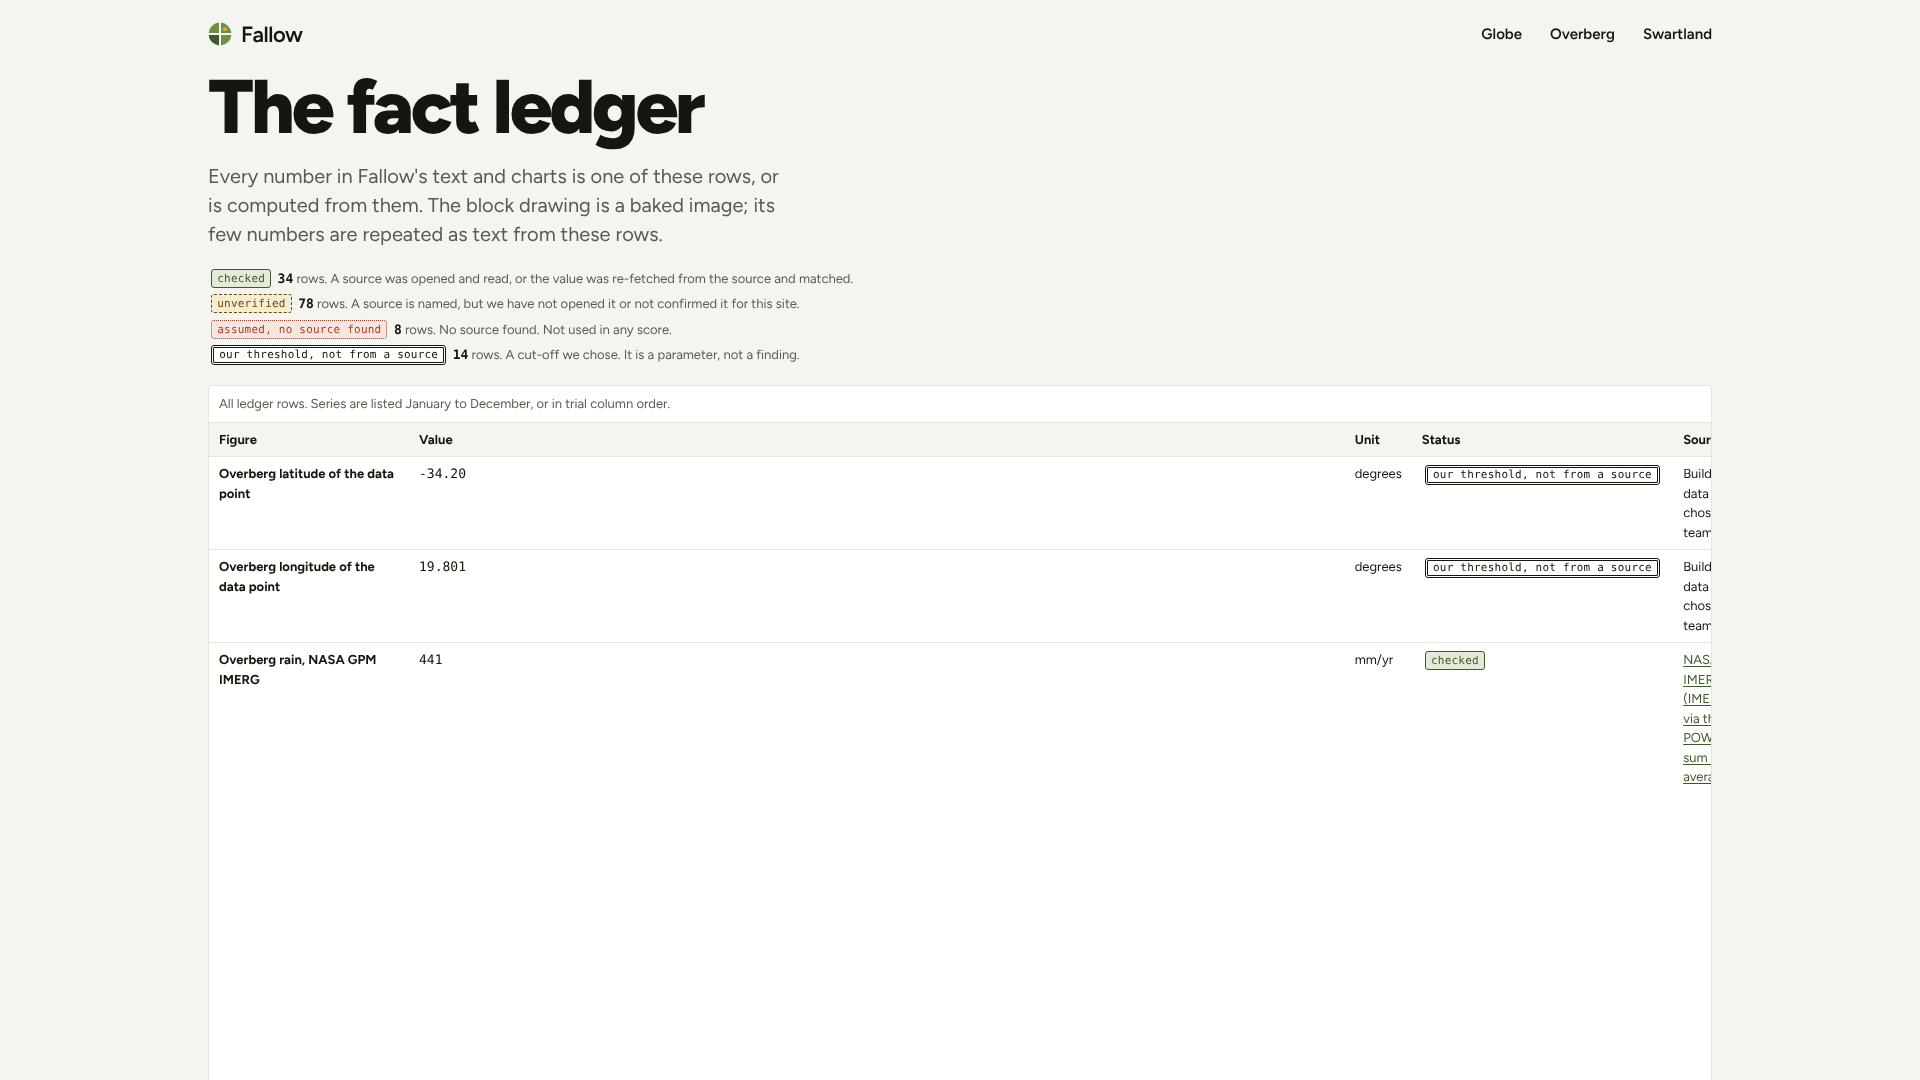 Fallow
Globe Overberg Swartland
The fact ledger
Every number in Fallow's text and charts is one of these rows, or
is computed from them. The block drawing is a baked image; its
few numbers are repeated as text from these rows.
checked 34 rows. A source was opened and read, or the value was re-fetched from the source and matched.
unverified 78 rows. A source is named, but we have not opened it or not confirmed it for this site.
assumed, no source found 8 rows. No source found. Not used in any score.
our threshold, not from a source 14 rows. A cut-off we chose. It is a parameter, not a finding.
All ledger rows. Series are listed January to December, or in trial column order.
Figure Value Unit Status
Overberg latitude of the data -34.20 degrees our threshold, not from a source Build
point data
team
Overberg longitude of the 19.801 degrees our threshold, not from a source Build
data point data
team
Overberg rain, NASA GPM 441 mm/yr checked
IMERG
via
sum